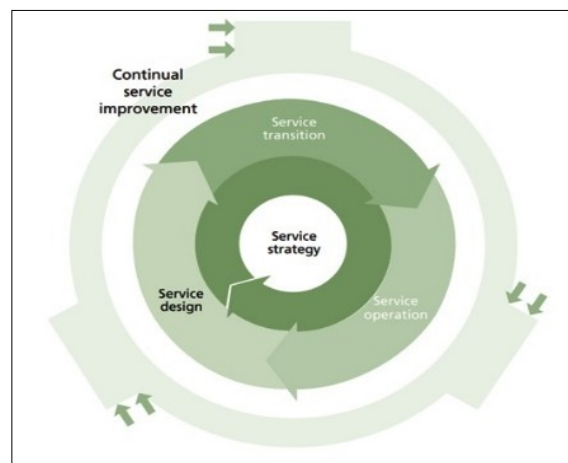 Continual
service
improvement
Service
transition
Service
strategy
Service
design
Service
operation